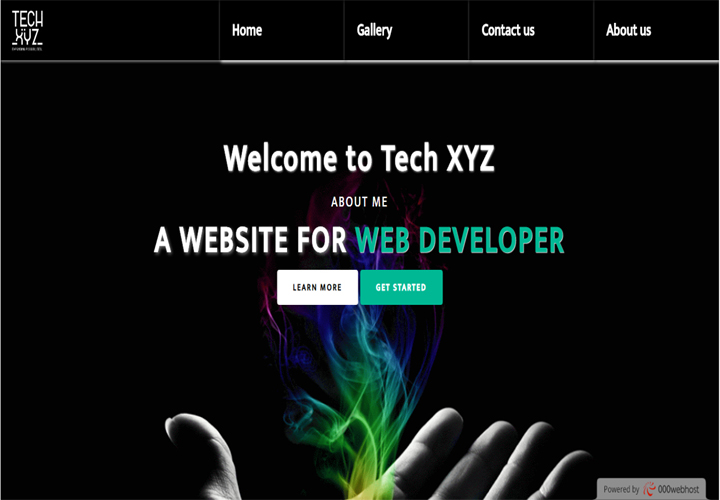 TECH
XYZ
Home
Gallery
Contact us
About us
Welcome to Tech XYZ
ABOUT ME
A WEBSITE FOR WEB DEVELOPER
LEARN MORE
GET STARTED
Powered by 000webhost